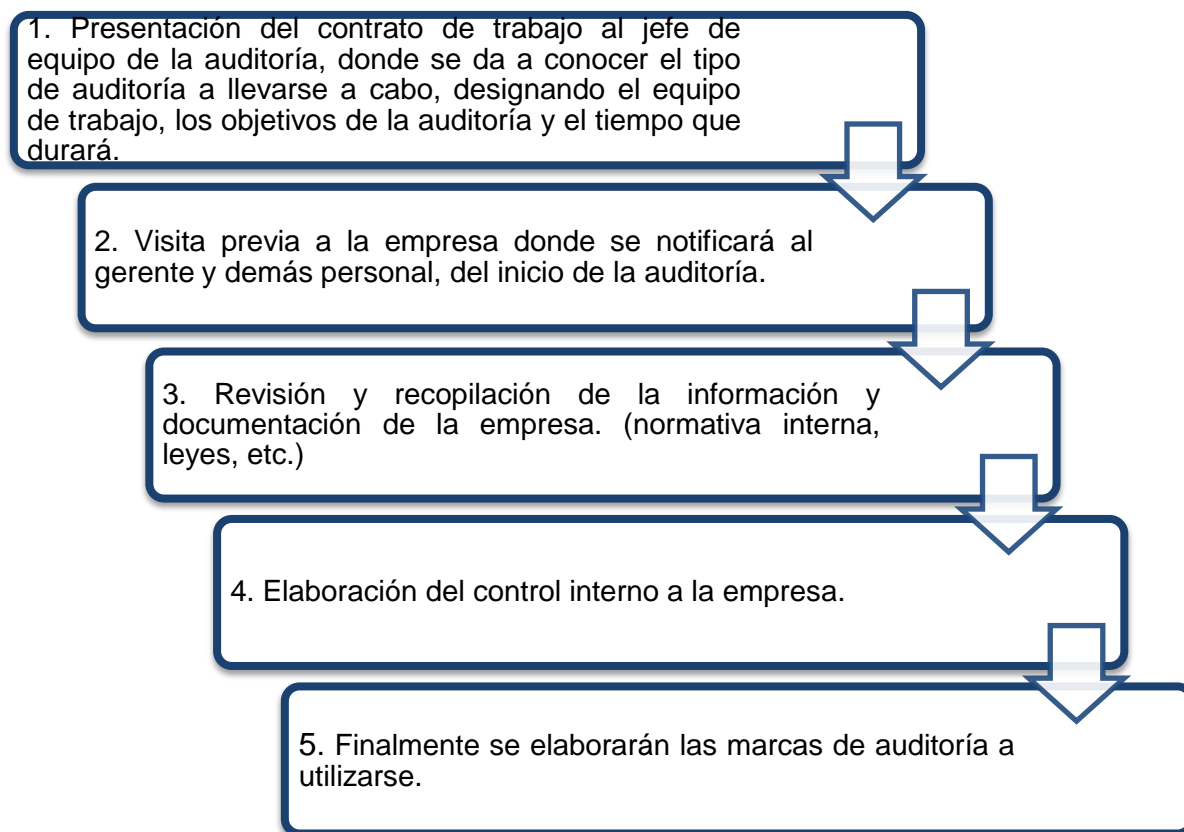 1. Presentación del contrato de trabajo al jefe de
equipo de la auditoría, donde se da a conocer el tipo
de auditoría a llevarse a cabo, designando el equipo
de trabajo, los objetivos de la auditoría y el tiempo que
durará.
2. Visita previa a la empresa donde se notificará al
gerente y demás personal, del inicio de la auditoría.
3. Revisión y recopilación de la información y
documentación de la empresa. (normativa interna,
leyes, etc.)
4. Elaboración del control interno a la empresa.
5. Finalmente se elaborarán las marcas de auditoría a
utilizarse.